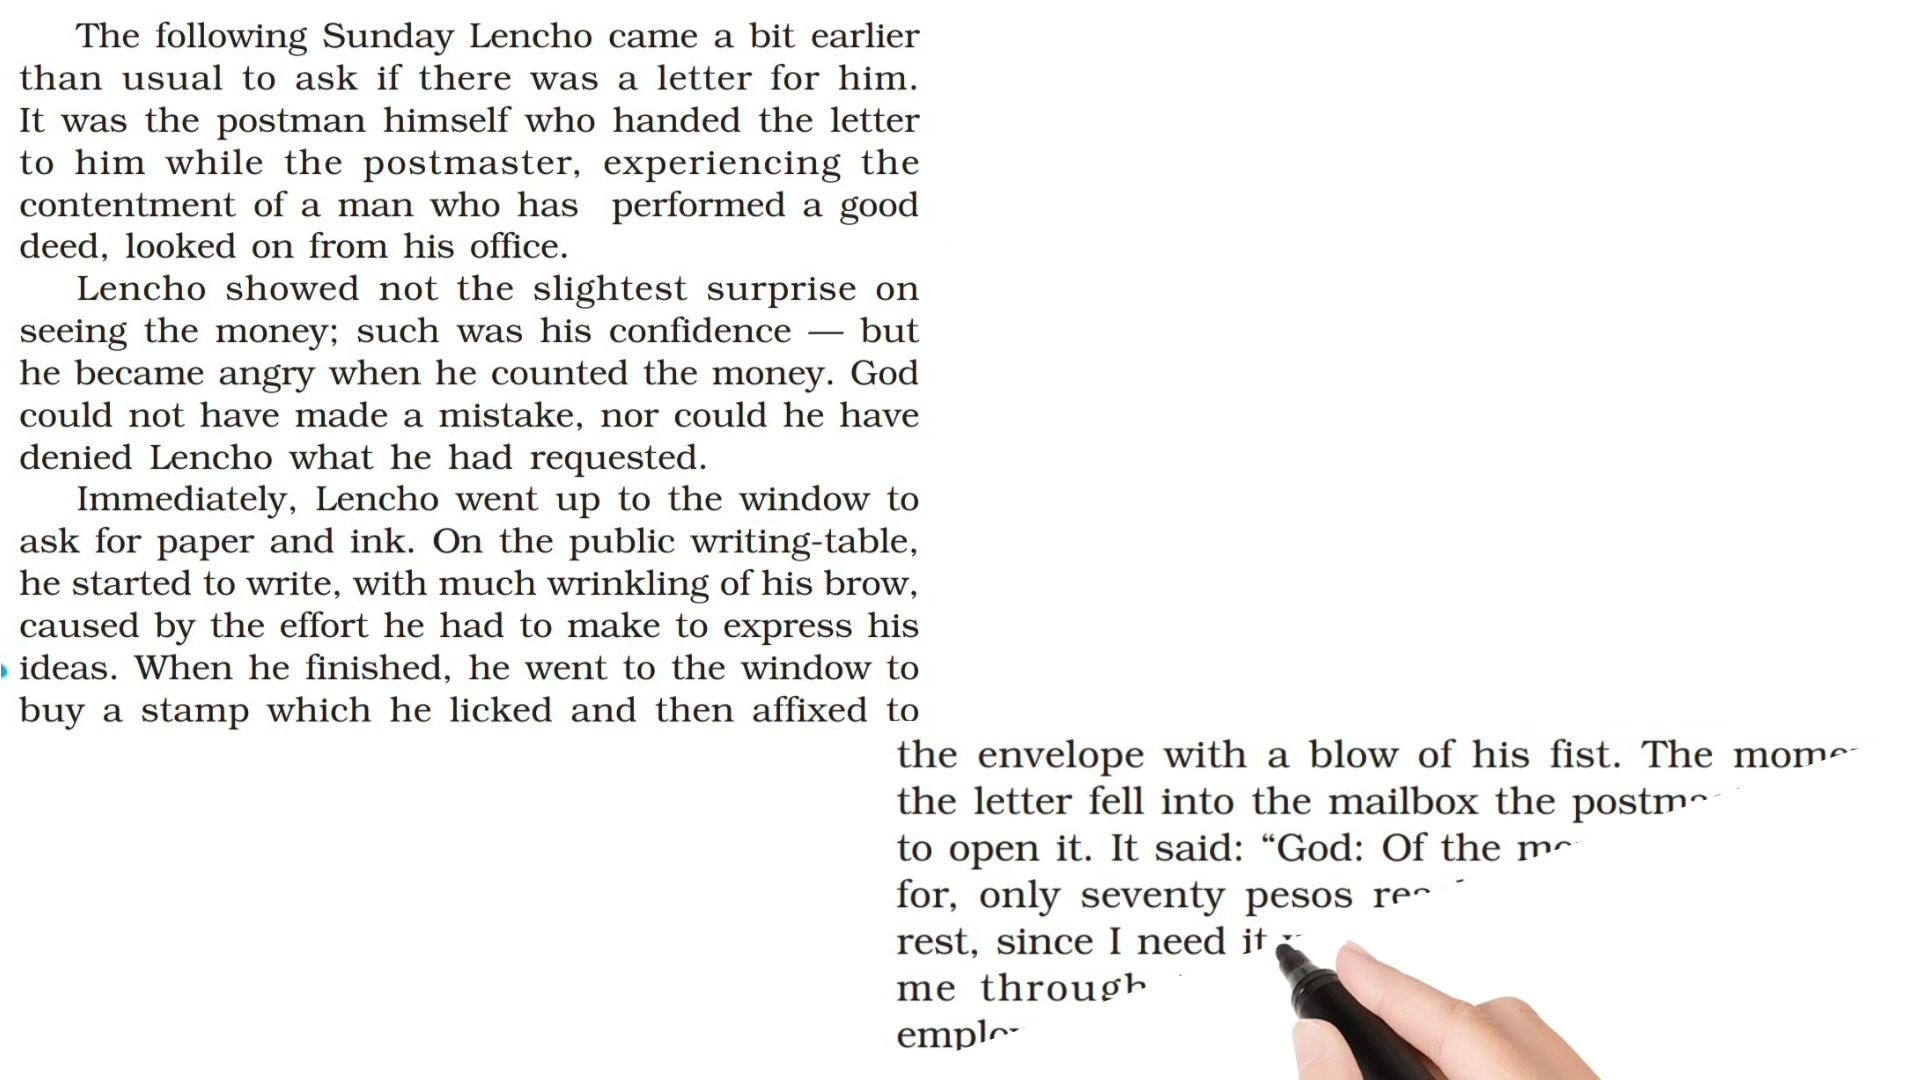 The following Sunday Lencho came a bit earlier
than usual to ask if there was a letter for him.
It was the postman himself who handed the letter
to him while the postmaster, experiencing the
contentment of a man who has performed a good
deed, looked on from his office.
Lencho showed not the slightest surprise on
seeing the money; such was his confidence — but
he became angry when he counted the money. God
could not have made a mistake, nor could he have
denied Lencho what he had requested.
Immediately, Lencho went up to the window to
ask for paper and ink. On the public writing-table,
he started to write, with much wrinkling of his brow,
caused by the effort he had to make to express his
ideas. When he finished, he went to the window to
buy a stamp which he licked and then affixed to
the envelope with a blow of his fist. The
the letter fell into the mailbox the
to open it. It said: “God: Of the
for, only seventy pesos
rest, since I need it
me through